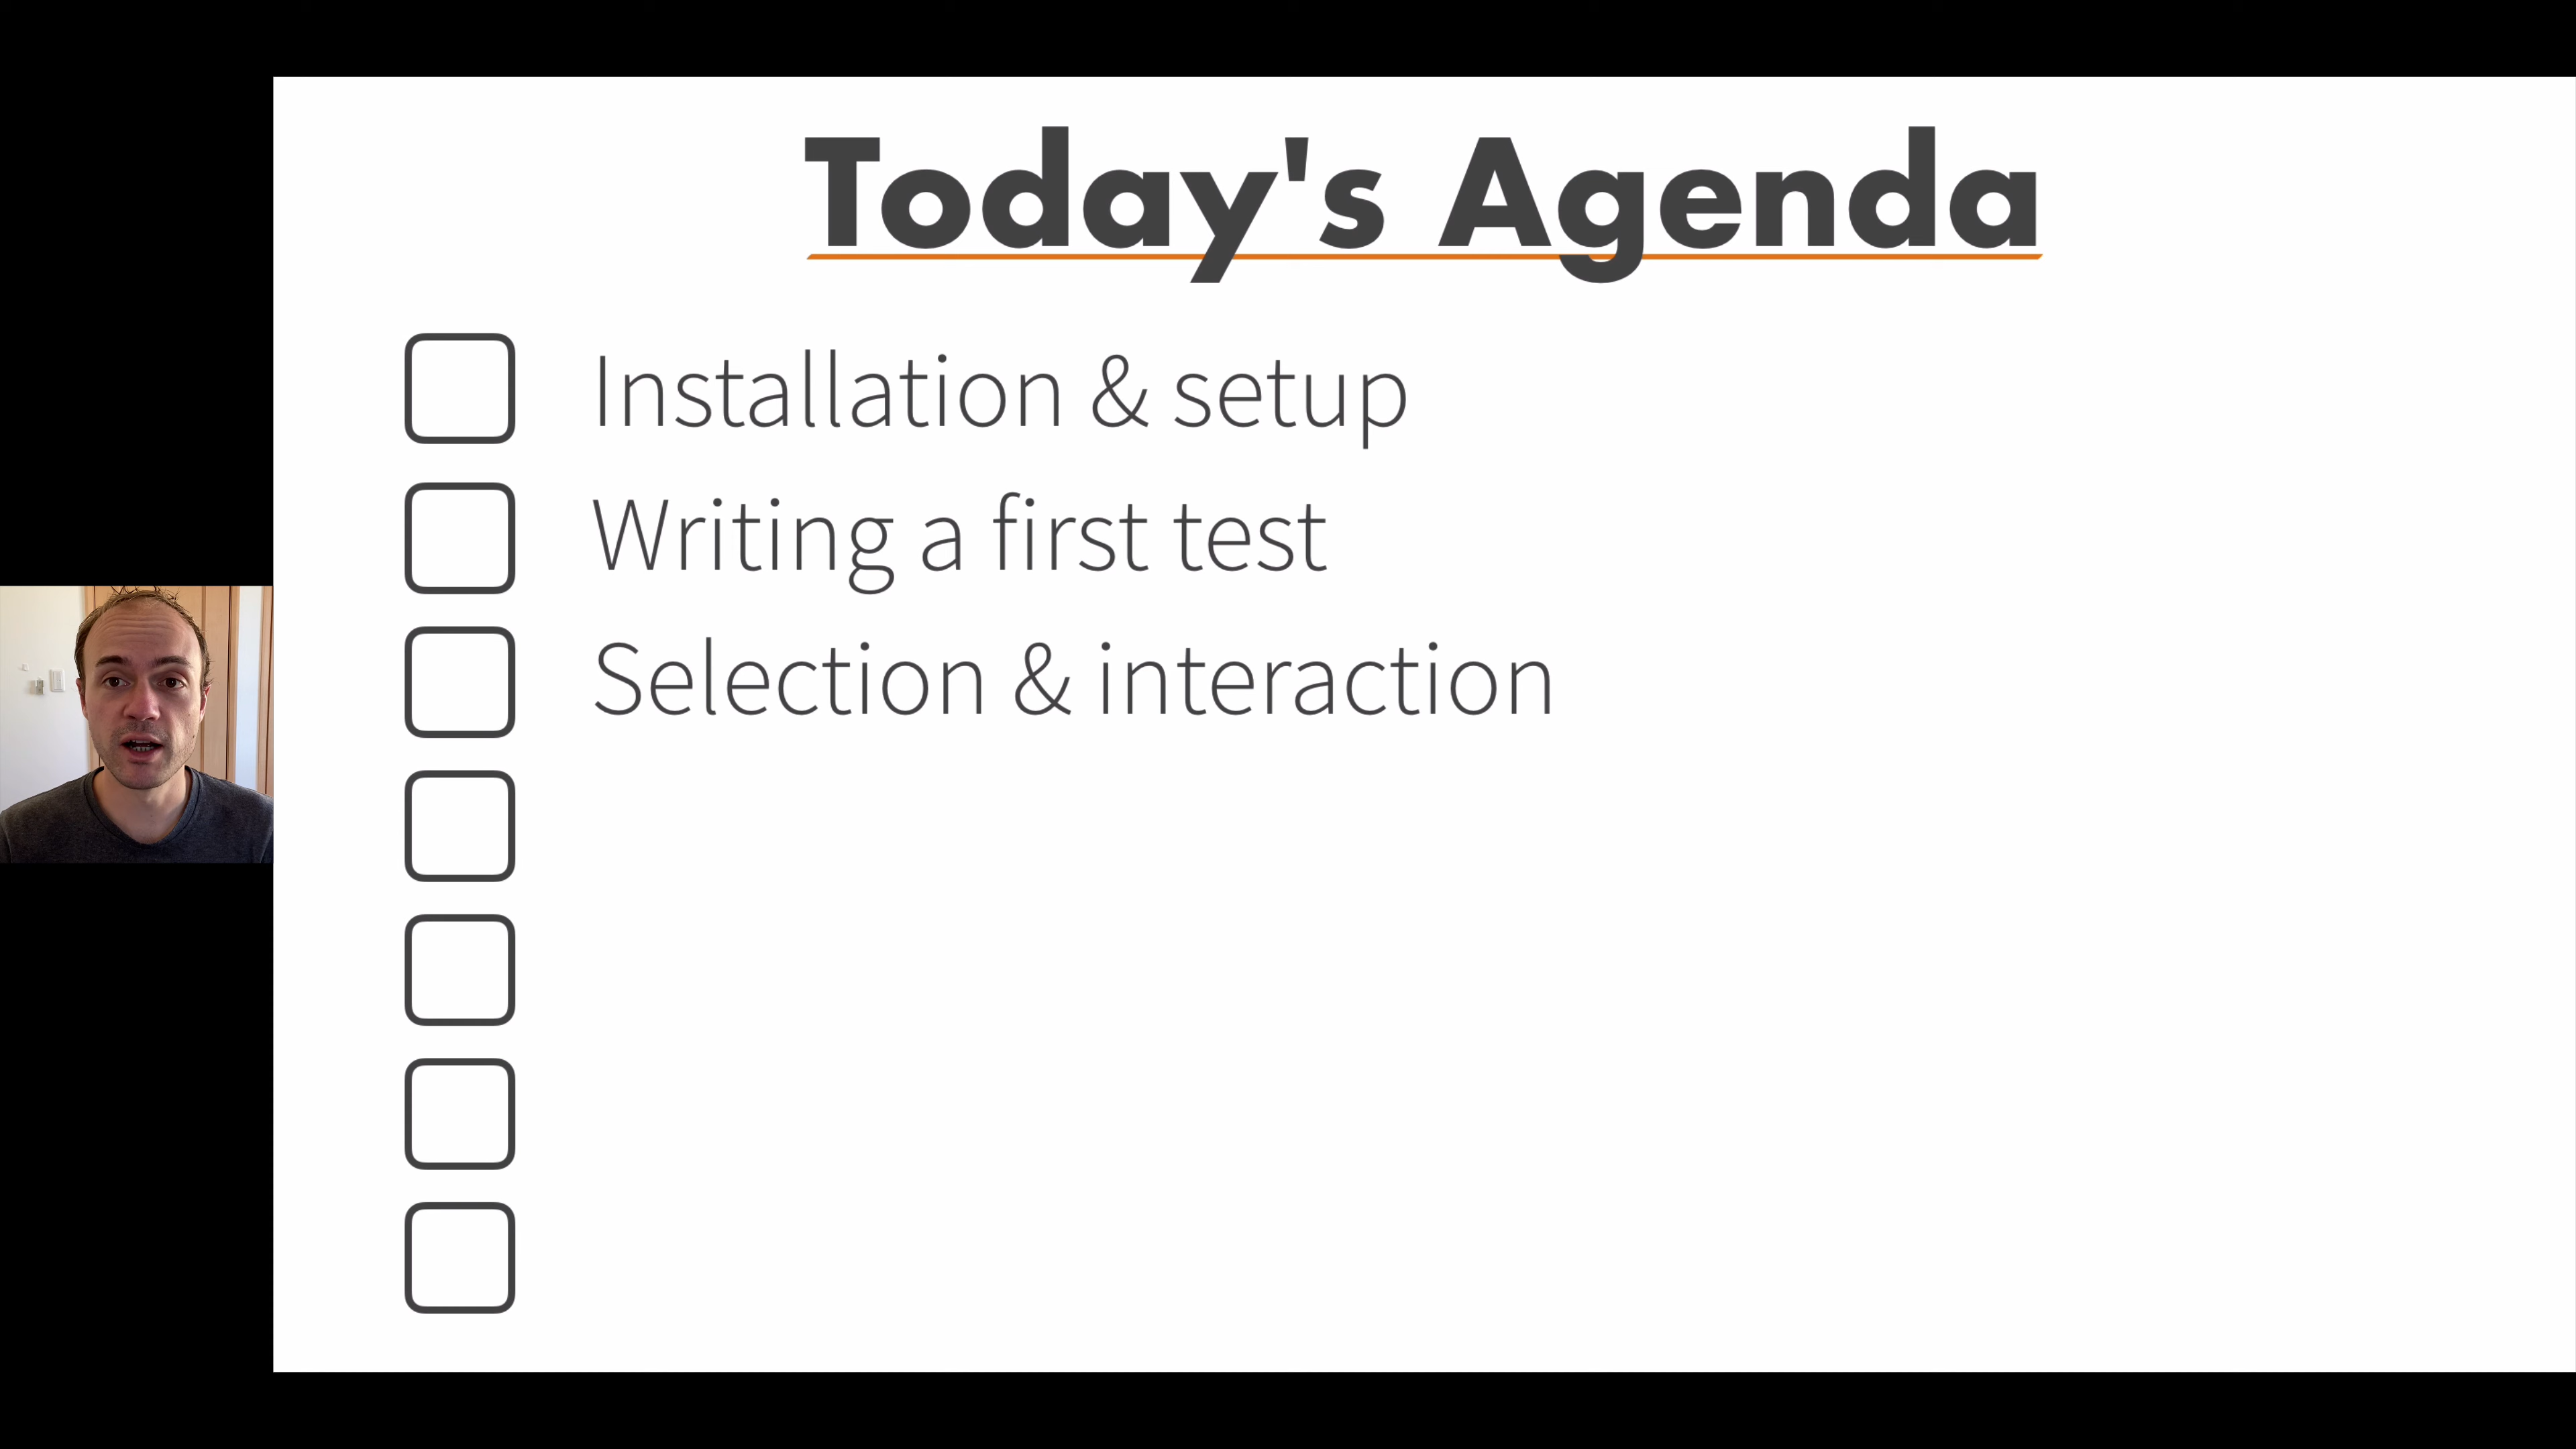 Today's Agenda
Installation & setup
Writing a first test
Selection & interaction